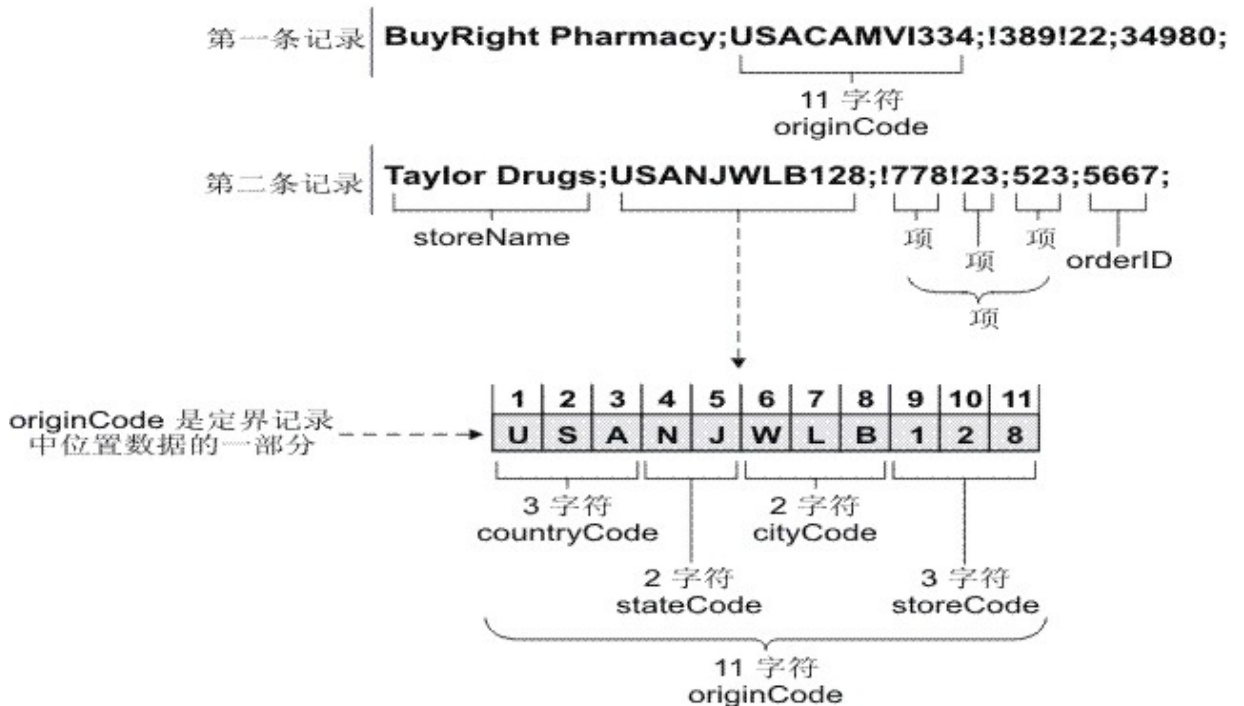 第一条记录 BuyRight Pharmacy;USACAMVI334;!389!22;34980;
11 字符
originCode
第二条记录 Taylor Drugs;USANJWLB128;!778!23;523;5667;
storeName
项 项 项 orderID
项
1 2 3 4 5 6 7 8 9 10 11
U S A N J W L B 1 2 8
originCode 是定界记录
中位置数据的一部分
3 字符 2 字符
countryCode cityCode
2 字符 3 字符
stateCode storeCode
11 字符
originCode